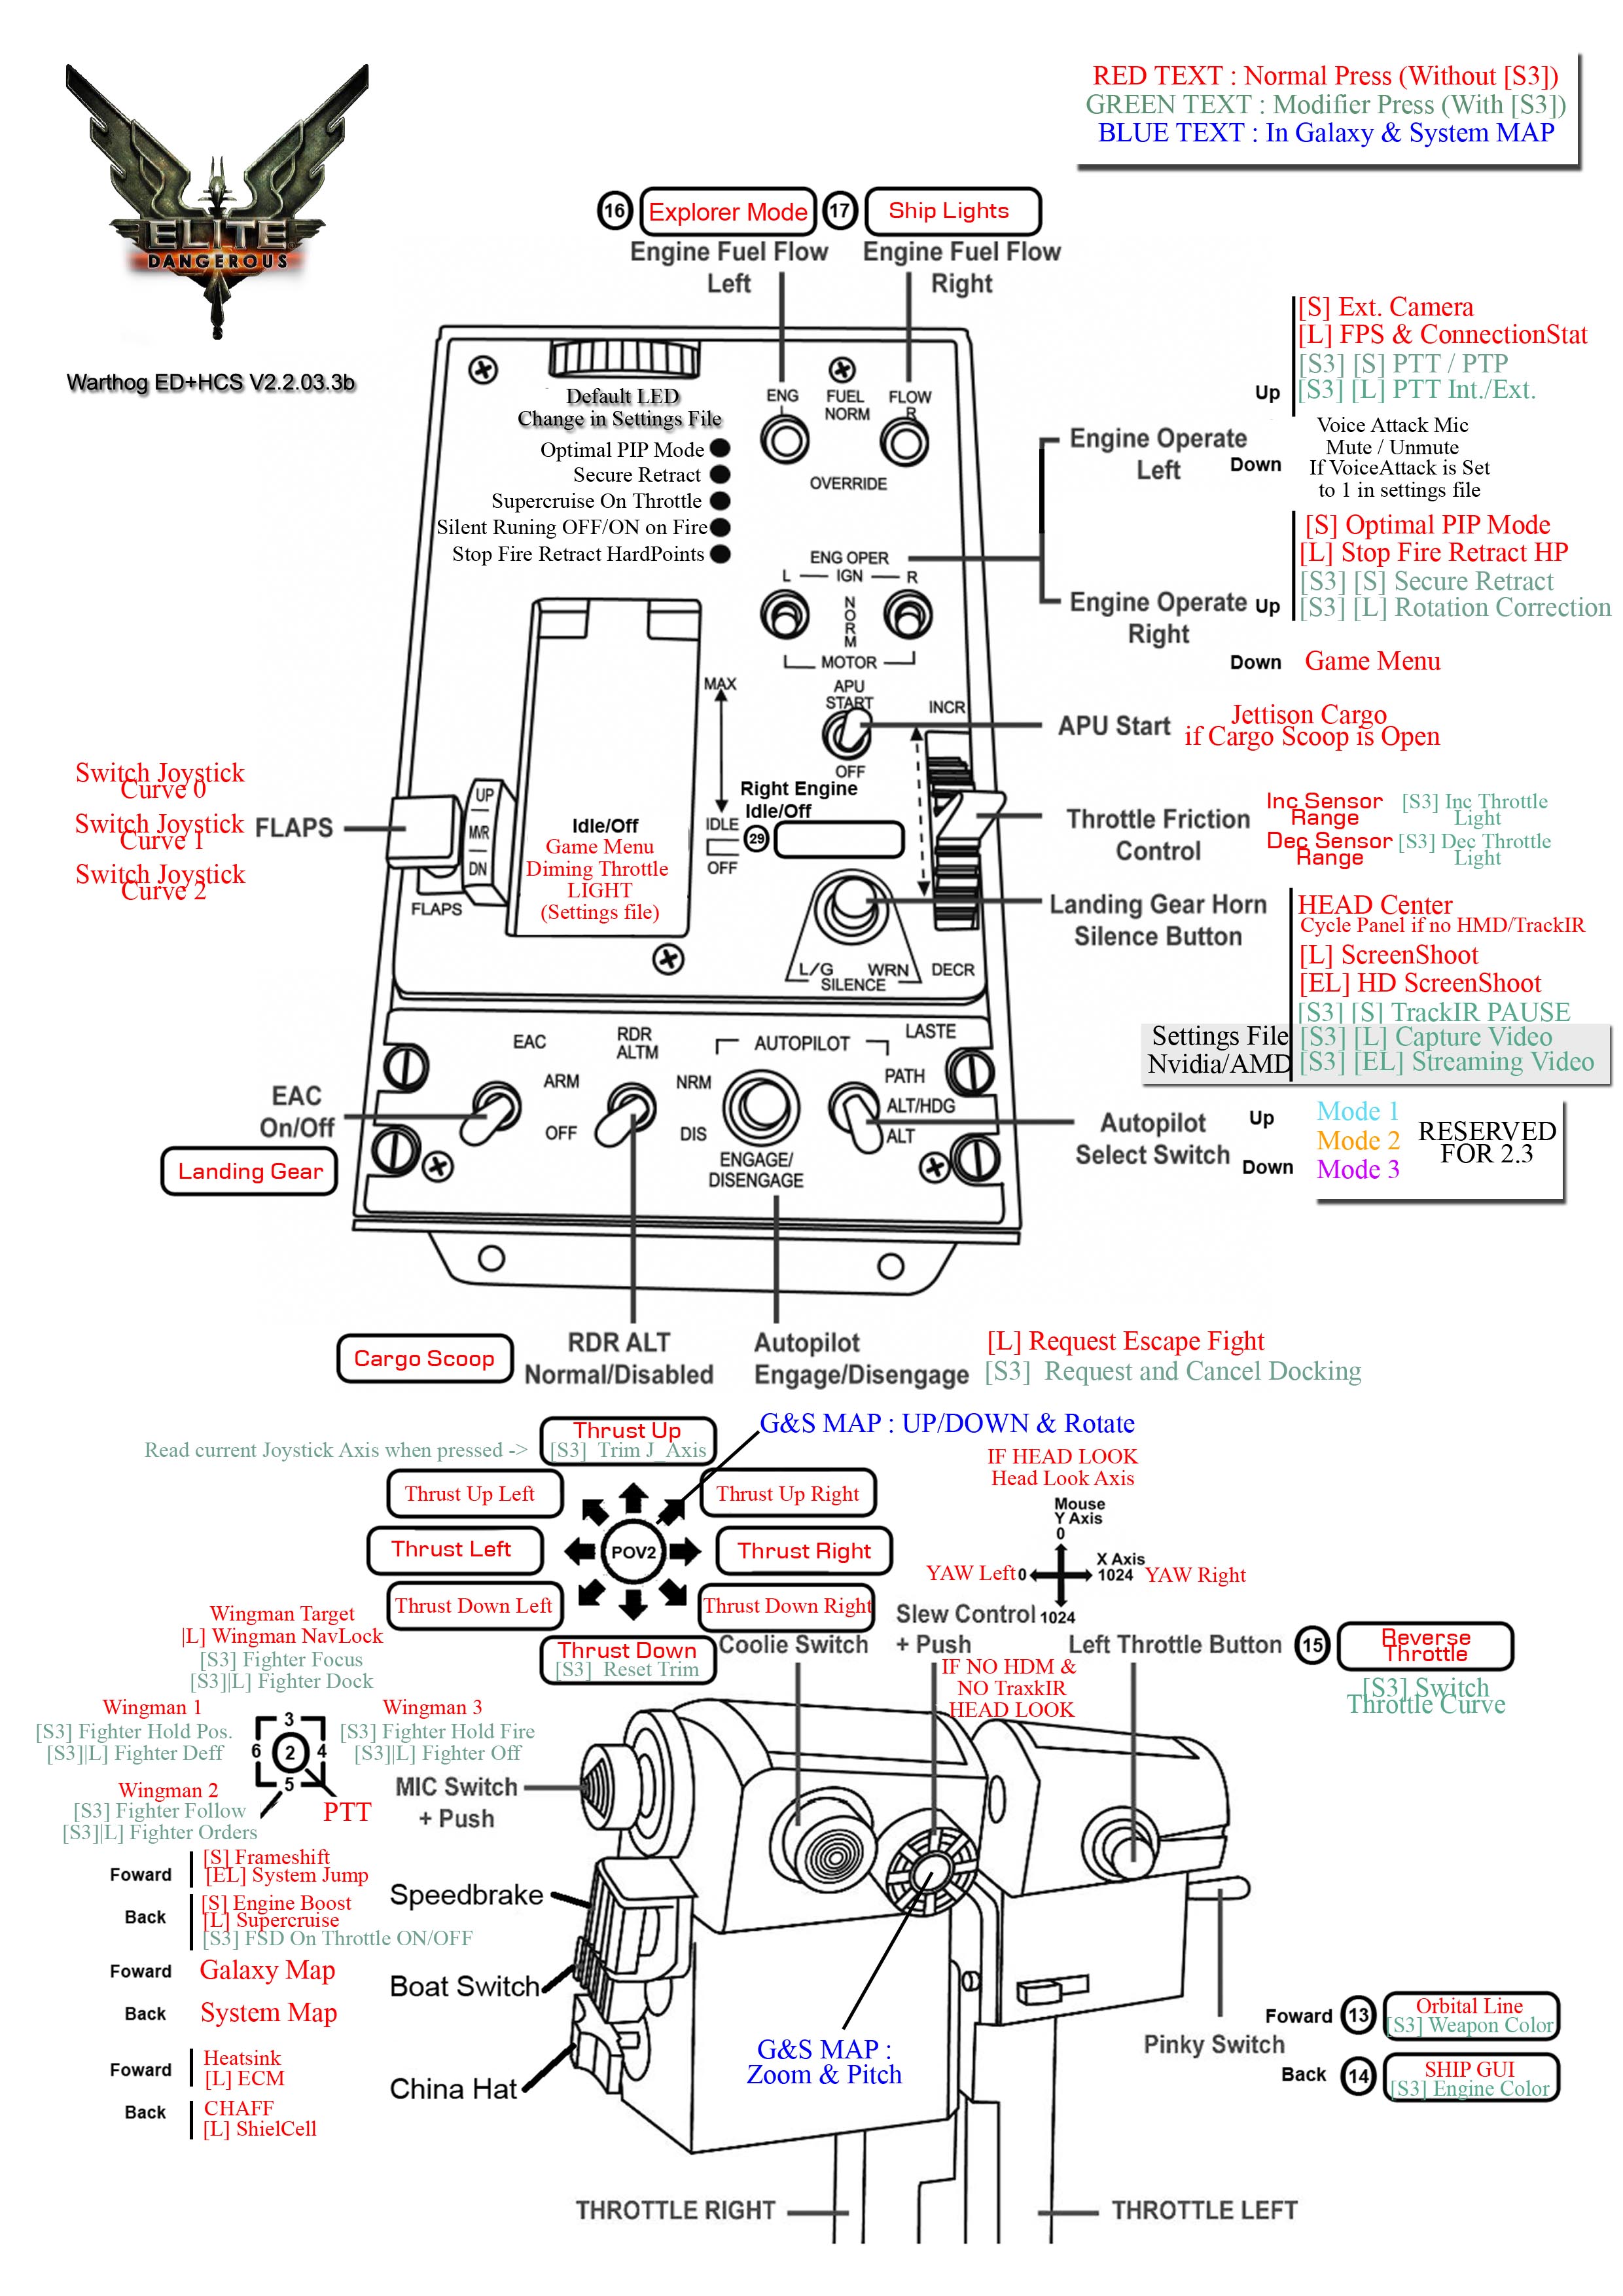 RED TEXT : Normal Press (Without [S3])
GREEN TEXT : Modifier Press (With [S3])
BLUE TEXT : In Galaxy & System MAP
ELITE
DANGEROUS
Warthog ED+HCS V2.2.03.3b
16 Explorer Mode 17 Ship Lights
Engine Fuel Flow Left
Engine Fuel Flow Right
Default LED
Change in Settings File
Optimal PIP Mode
Secure Retract
Supercruise On Throttle
Silent Runing OFF/ON on Fire
Stop Fire Retract HardPoints
ENG L
FUEL NORM
FLOW R
OVERRIDE
ENG OPER
L IGN R
NORM
MOTOR
APU START
OFF
INCR
MAX
IDLE
OFF
Right Engine
Idle/Off
29
Engine Operate Left
Up
[S] Ext. Camera
[L] FPS & ConnectionStat
[S3] [S] PTT / PTP
[S3] [L] PTT Int./Ext.
Down
Voice Attack Mic
Mute / Unmute
If VoiceAttack is Set
to 1 in settings file
Engine Operate Right
Up
[S] Optimal PIP Mode
[L] Stop Fire Retract HP
[S3] [S] Secure Retract
[S3] [L] Rotation Correction
Down Game Menu
APU Start
Jettison Cargo
if Cargo Scoop is Open
Switch Joystick
Curve 0
Switch Joystick
Curve 1
Switch Joystick
Curve 2
FLAPS
UP
MVR
DN
FLAPS
Idle/Off
Game Menu
Diming Throttle
LIGHT
(Settings file)
Throttle Friction
Control
Inc Sensor
Range
[S3] Inc Throttle
Light
Dec Sensor
Range
[S3] Dec Throttle
Light
L/G WRN
SILENCE
DECR
Landing Gear Horn
Silence Button
HEAD Center
Cycle Panel if no HMD/TrackIR
[L] ScreenShoot
[EL] HD ScreenShoot
[S3] [S] TrackIR PAUSE
Settings File [S3] [L] Capture Video
Nvidia/AMD [S3] [EL] Streaming Video
EAC
ARM
OFF
RDR
ALTM
NRM
DIS
AUTOPILOT
ENGAGE/
DISENGAGE
LASTE
PATH
ALT/HDG
ALT
EAC
On/Off
Landing Gear
Autopilot
Select Switch
Up
Down
Mode 1
Mode 2
Mode 3
RESERVED
FOR 2.3
Cargo Scoop
RDR ALT
Normal/Disabled
Autopilot
Engage/Disengage
[L] Request Escape Fight
[S3] Request and Cancel Docking
Read current Joystick Axis when pressed ->
Thrust Up
[S3] Trim J_Axis
G&S MAP : UP/DOWN & Rotate
Thrust Up Left
Thrust Up Right
Thrust Left
POV2
Thrust Right
Thrust Down Left
Thrust Down Right
Thrust Down
[S3] Reset Trim
Coolie Switch
IF HEAD LOOK
Head Look Axis
Mouse
Y Axis
0
YAW Left 0
X Axis
1024 YAW Right
Slew Control 1024
+ Push
IF NO HDM &
NO TraxkIR
HEAD LOOK
Left Throttle Button 15
Reverse
Throttle
[S3] Switch
Throttle Curve
Wingman Target
|L] Wingman NavLock
[S3] Fighter Focus
[S3]|L] Fighter Dock
Wingman 1
[S3] Fighter Hold Pos.
[S3]|L] Fighter Deff
3
6 2 4
5
Wingman 3
[S3] Fighter Hold Fire
[S3]|L] Fighter Off
Wingman 2
[S3] Fighter Follow
[S3]|L] Fighter Orders
PTT
MIC Switch
+ Push
Foward
[S] Frameshift
[EL] System Jump
Back
[S] Engine Boost
[L] Supercruise
[S3] FSD On Throttle ON/OFF
Speedbrake
Foward Galaxy Map
Back System Map
Boat Switch
Foward
Heatsink
[L] ECM
Back
CHAFF
[L] ShielCell
China Hat
G&S MAP :
Zoom & Pitch
Pinky Switch
Foward 13
Orbital Line
[S3] Weapon Color
Back 14
SHIP GUI
[S3] Engine Color
THROTTLE RIGHT
THROTTLE LEFT